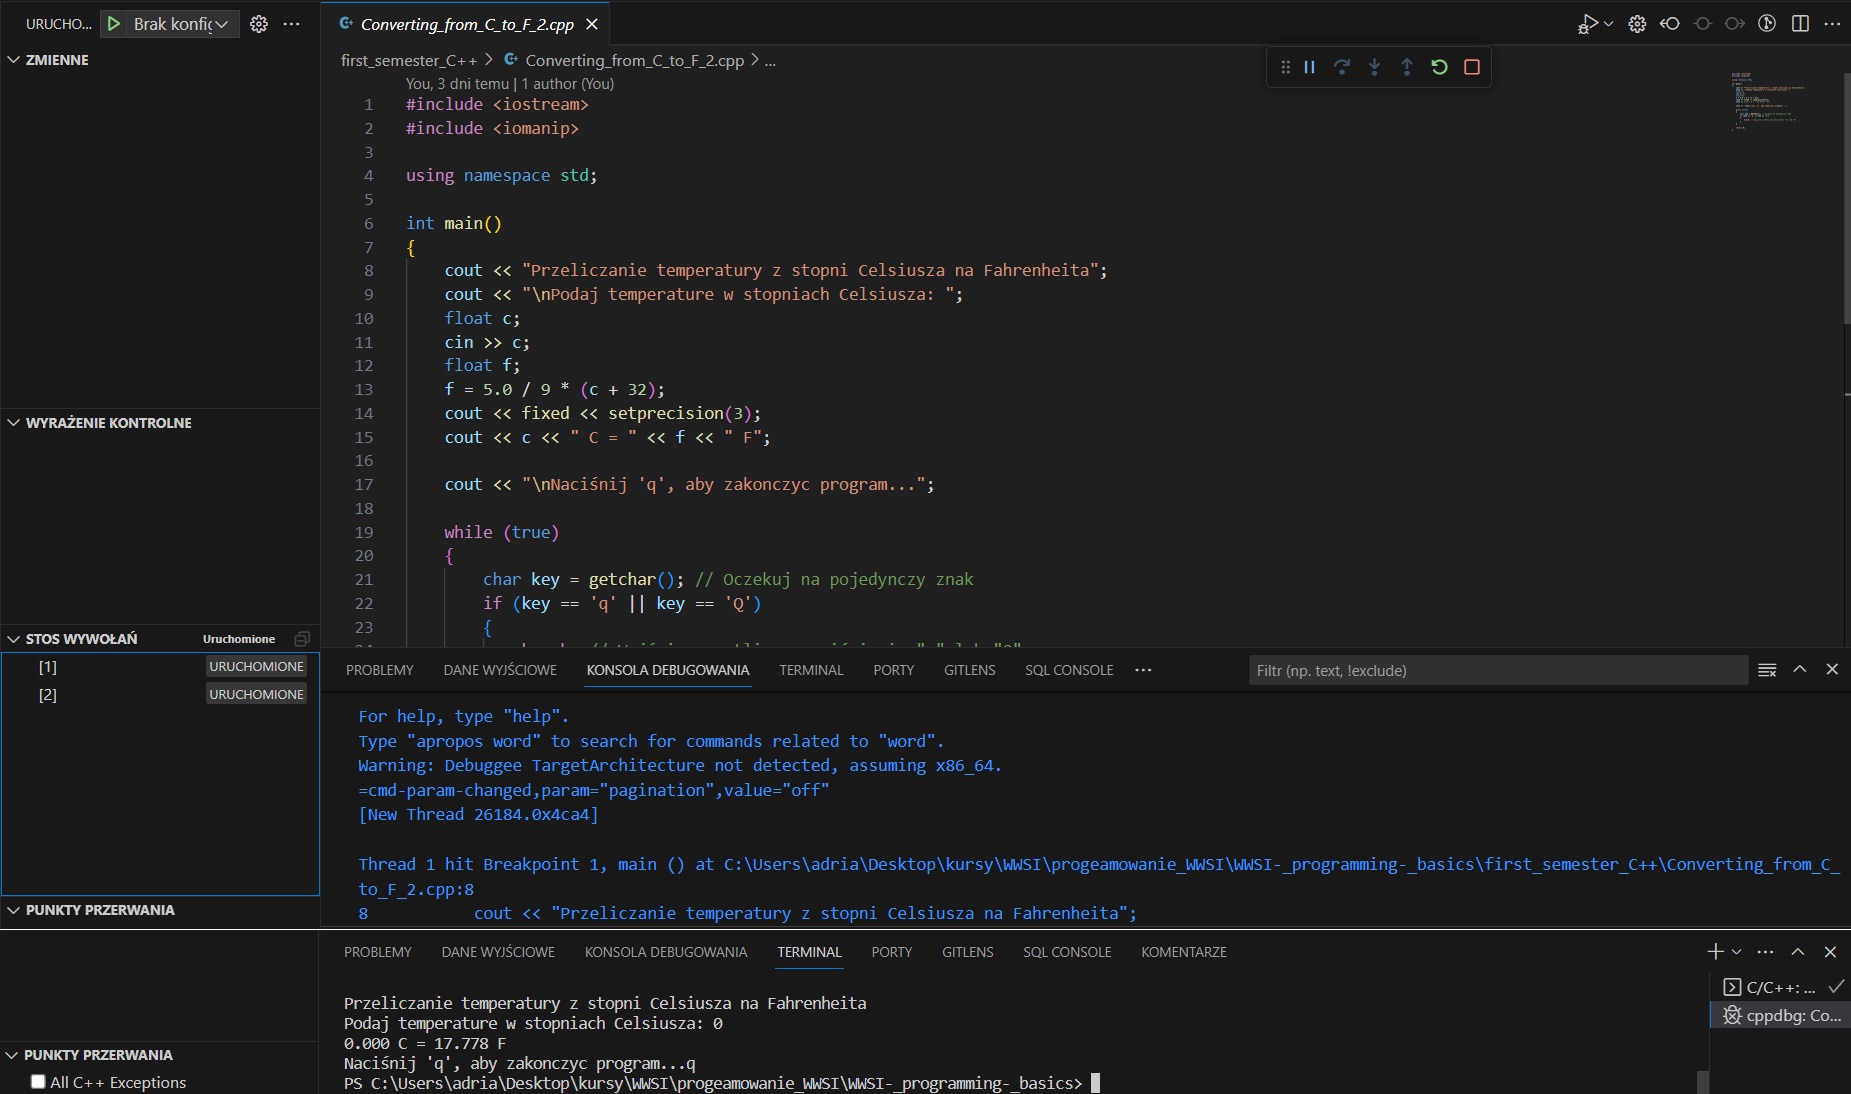 URUCHO... Brak konfig
ZMIENNE
WYRAŻENIE KONTROLNE
STOS WYWOŁAŃ Uruchomione
[1] URUCHOMIONE
[2] URUCHOMIONE
PUNKTY PRZERWANIA
Converting_from_C_to_F_2.cpp
first_semester_C++ > Converting_from_C_to_F_2.cpp > ...
You, 3 dni temu | 1 author (You)
1 #include <iostream>
2 #include <iomanip>
3
4 using namespace std;
5
6 int main()
7 {
8 cout << "Przeliczanie temperatury z stopni Celsiusza na Fahrenheita";
9 cout << "\nPodaj temperature w stopniach Celsiusza: ";
10 float c;
11 cin >> c;
12 float f;
13 f = 5.0 / 9 * (c + 32);
14 cout << fixed << setprecision(3);
15 cout << c << " C = " << f << " F";
16
17 cout << "\nNaciśnij 'q', aby zakonczyc program...";
18
19 while (true)
20 {
21 char key = getchar(); // Oczekuj na pojedynczy znak
22 if (key == 'q' || key == 'Q')
23 {
PROBLEMY DANE WYJŚCIOWE KONSOLA DEBUGOWANIA TERMINAL PORTY GITLENS SQL CONSOLE ... Filtr (np. text, !exclude)
For help, type "help".
Type "apropos word" to search for commands related to "word".
Warning: Debuggee TargetArchitecture not detected, assuming x86_64.
=cmd-param-changed,param="pagination",value="off"
[New Thread 26184.0x4ca4]
Thread 1 hit Breakpoint 1, main () at C:\Users\adria\Desktop\kursy\WWSI\progeamowanie_WWSI\WWSI-_programming-_basics\first_semester_C++\Converting_from_C_
to_F_2.cpp:8
8 cout << "Przeliczanie temperatury z stopni Celsiusza na Fahrenheita";
PROBLEMY DANE WYJŚCIOWE KONSOLA DEBUGOWANIA TERMINAL PORTY GITLENS SQL CONSOLE KOMENTARZE
Przeliczanie temperatury z stopni Celsiusza na Fahrenheita
Podaj temperature w stopniach Celsiusza: 0
0.000 C = 17.778 F
Naciśnij 'q', aby zakonczyc program...q
PS C:\Users\adria\Desktop\kursy\WWSI\progeamowanie_WWSI\WWSI-_programming-_basics>
C/C++: ...
cppdbg: Co...
PUNKTY PRZERWANIA
All C++ Exceptions